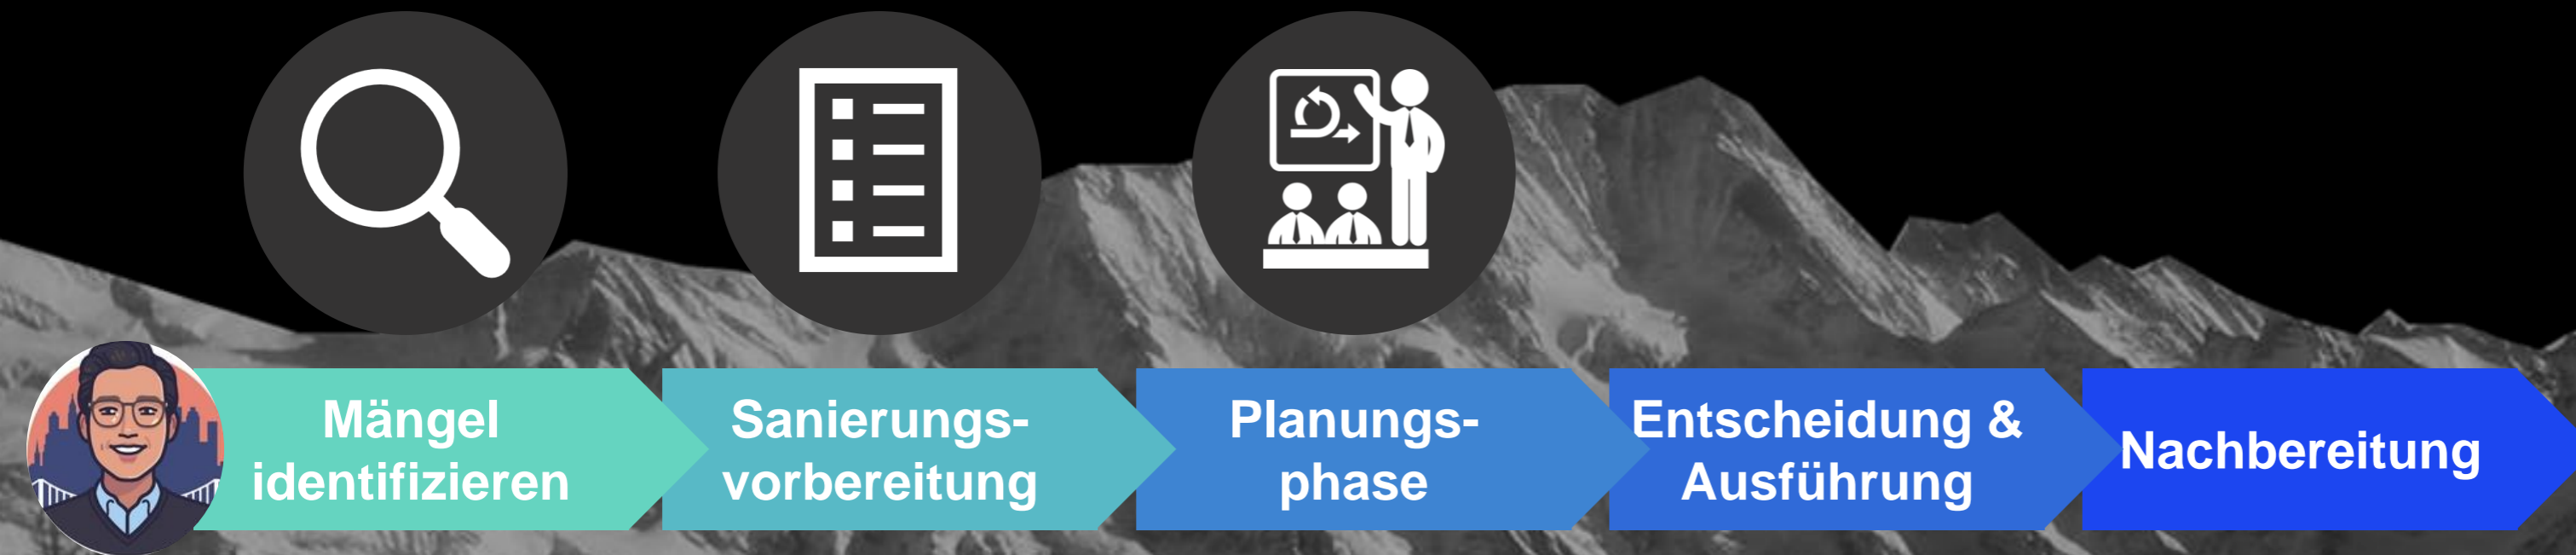 Mängel
identifizieren
Sanierungs-
vorbereitung
Planungs-
phase
Entscheidung &
Ausführung
Nachbereitung